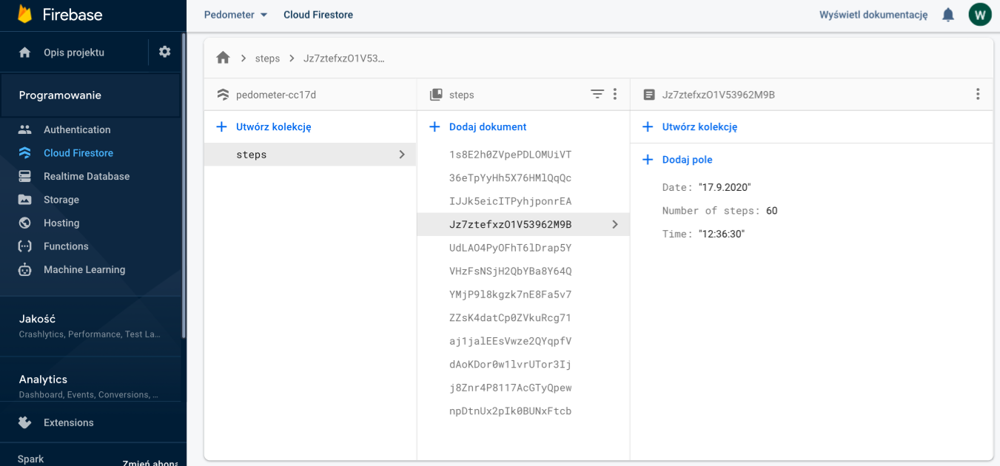 Firebase
Pedometer Cloud Firestore
Wyświetl dokumentację W
Opis projektu
Programowanie
Authentication
Cloud Firestore
Realtime Database
Storage
Hosting
Functions
Machine Learning
Jakość
Crashlytics, Performance, Test La...
Analytics
Dashboard, Events, Conversions, ...
Extensions
Spark
Zmień abona
steps Jz7ztefxzO1V53...
pedometer-cc17d
Utwórz kolekcję
steps
steps
Dodaj dokument
1s8E2h0ZVpePDLOMUiVT
36eTpYyHh5X76HMlQqQc
IJJk5eicITPyhjponrEA
Jz7ztefxzO1V53962M9B
UdLAO4PyOFhT6lDrap5Y
VHzFsNSjH2QbYBa8Y64Q
YMjP9l8kgzk7nE8Fa5v7
ZZsK4datCp0ZVkuRcg71
aj1jalEEsVwze2QYqpfV
dAoKDor0w1lvrUTor3Ij
j8Znr4P8117AcGTyQpew
npDtnUx2pIk0BUNxFtcb
Jz7ztefxzO1V53962M9B
Utwórz kolekcję
Dodaj pole
Date: "17.9.2020"
Number of steps: 60
Time: "12:36:30"